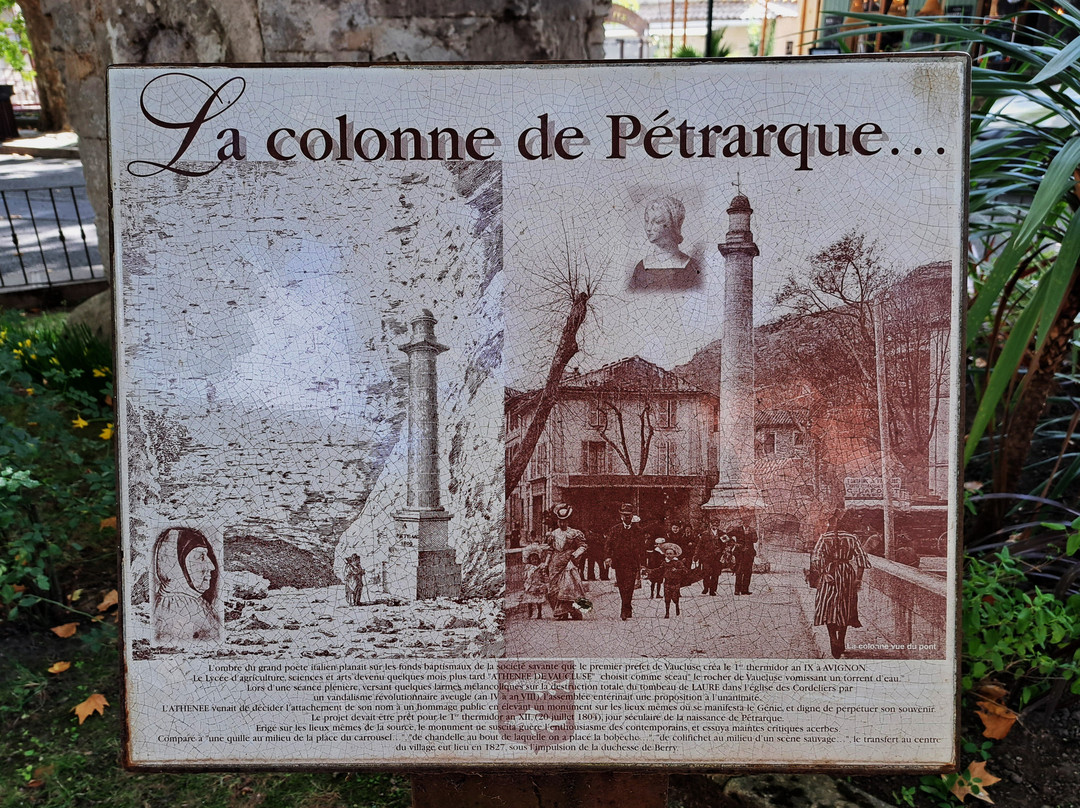 La colonne de Pétrarque...
La colonne vue du pont
L'ombre du grand poète italien planait sur les fonds baptismaux de la société savante que le premier préfet de Vaucluse créa le 1er thermidor an IX à AVIGNON.
Le Lycée d'agriculture, sciences et arts devenu quelques mois plus tard "ATHENEE DE VAUCLUSE" choisit comme sceau" le rocher de Vaucluse vomissant un torrent d'eau."
Lors d'une séance plénière, versant quelques larmes mélancoliques sur la destruction totale du tombeau de LAURE dans l'église des Cordeliers par
un vandalisme révolutionnaire aveugle (an IV à an VIII), l'assemblée entérinait une proposition à l'unanimité.
L'ATHENEE venait de décider l'attachement de son nom à un hommage public en élevant un monument sur les lieux mêmes où se manifesta le Génie, et digne de perpétuer son souvenir.
Le projet devait être prêt pour le 1er thermidor an XII, (20 juillet 1804), jour séculaire de la naissance de Pétrarque.
Erigé sur les lieux mêmes de la source, le monument ne suscita guère l'enthousiasme des contemporains, et essuya maintes critiques acerbes.
Comparé à "une quille au milieu de la place du carrousel...", "de chandelle au bout de laquelle on a placé la bobèche..." "de colifichet au milieu d'un scène sauvage...", le transfert au centre
du village eut lieu en 1827, sous l'impulsion de la duchesse de Berry.